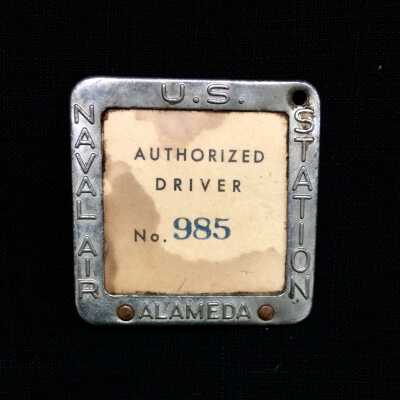 U.S.
NAVAL AIR
STATION
ALAMEDA
AUTHORIZED
DRIVER
No. 985